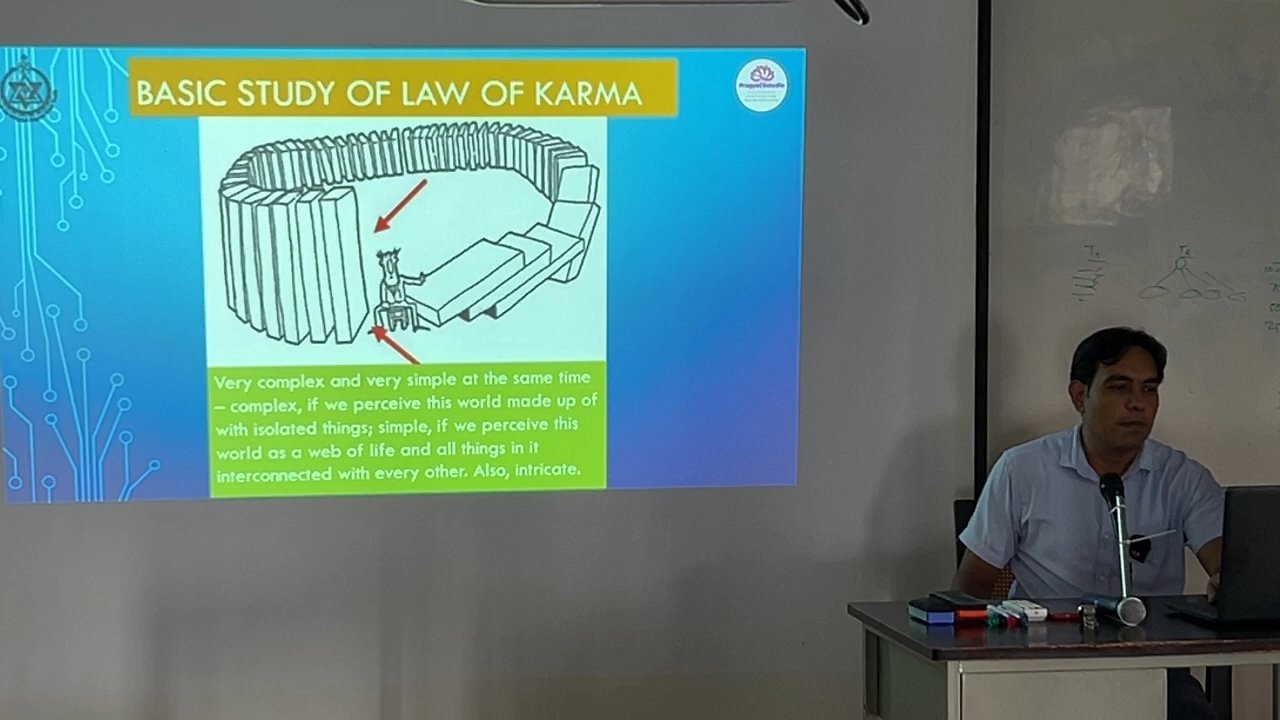 BASIC STUDY OF LAW OF KARMA
Very complex and very simple at the same time
– complex, if we perceive this world made up of
with isolated things; simple, if we perceive this
world as a web of life and all things in it
interconnected with every other. Also, intricate.